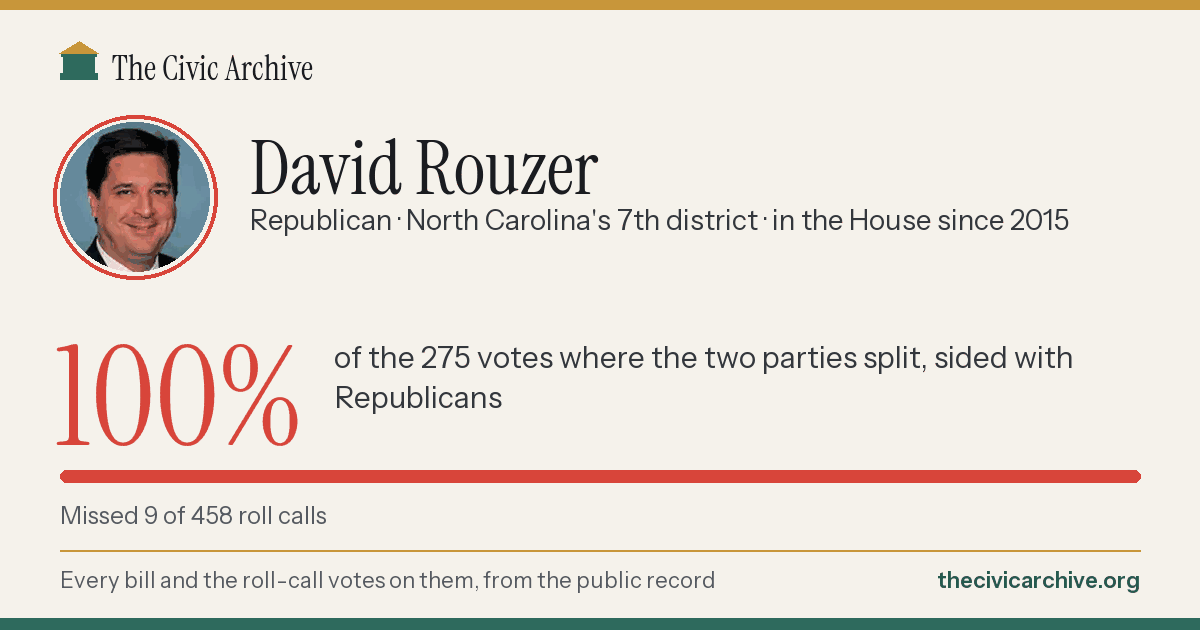 The Civic Archive
David Rouzer
Republican · North Carolina's 7th district · in the House since 2015
100%
of the 275 votes where the two parties split, sided with
Republicans
Missed 9 of 458 roll calls
Every bill and the roll-call votes on them, from the public record
thecivicarchive.org